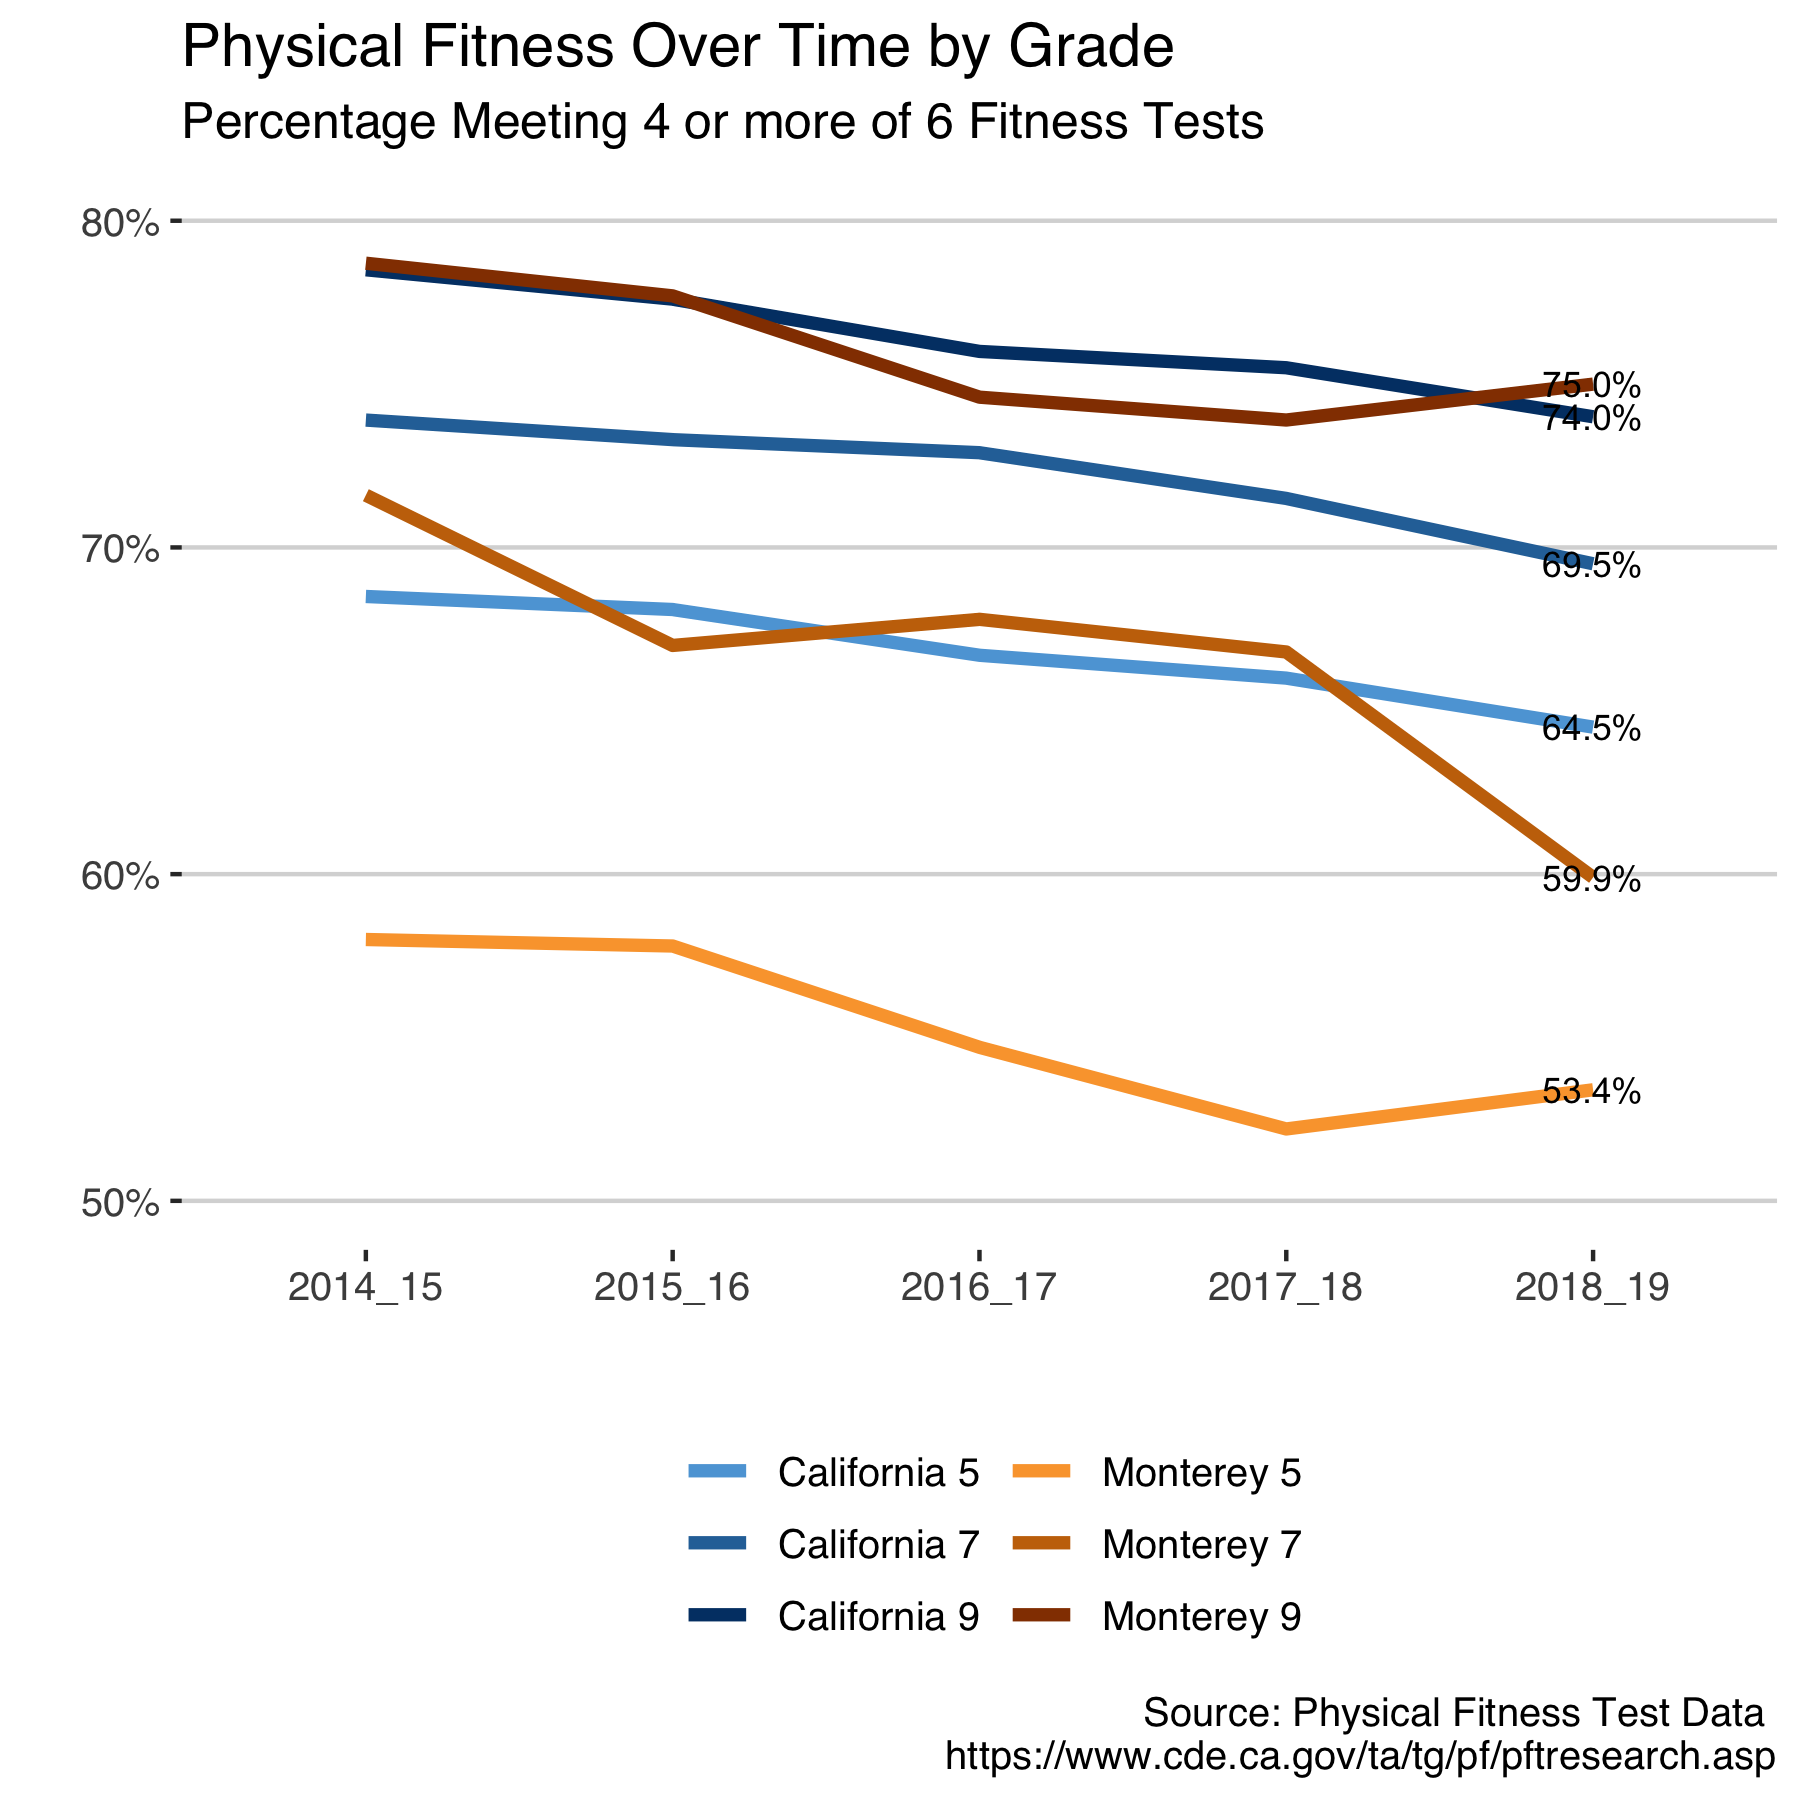 Physical Fitness Over Time by Grade
Percentage Meeting 4 or more of 6 Fitness Tests
80%
70%
60%
50%
75.0%
74.0%
69.5%
64.5%
59.9%
53.4%
2014_15 2015_16 2016_17 2017_18 2018_19
California 5 Monterey 5
California 7 Monterey 7
California 9 Monterey 9
Source: Physical Fitness Test Data
https://www.cde.ca.gov/ta/tg/pf/pftresearch.asp